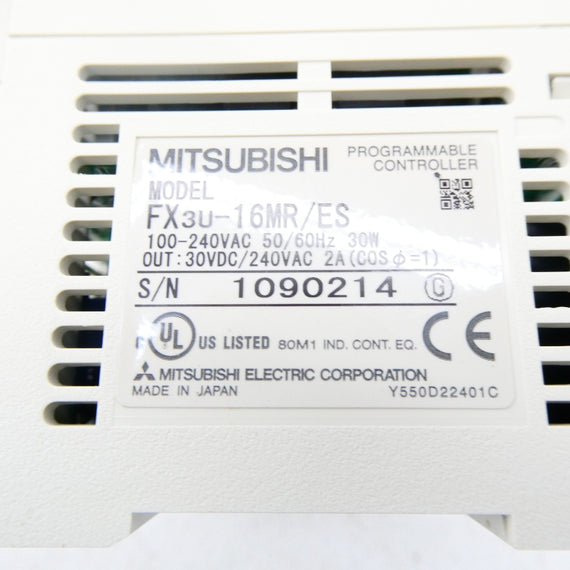 MITSUBISHI
PROGRAMMABLE
CONTROLLER
MODEL
FX3U-16MR/ES
100-240VAC 50/60Hz 30W
OUT:30VDC/240VAC 2A(COSϕ=1)
S/N 1090214 G
c UL US LISTED 80M1 IND. CONT. EQ. CE
MITSUBISHI ELECTRIC CORPORATION
MADE IN JAPAN
Y550D22401C